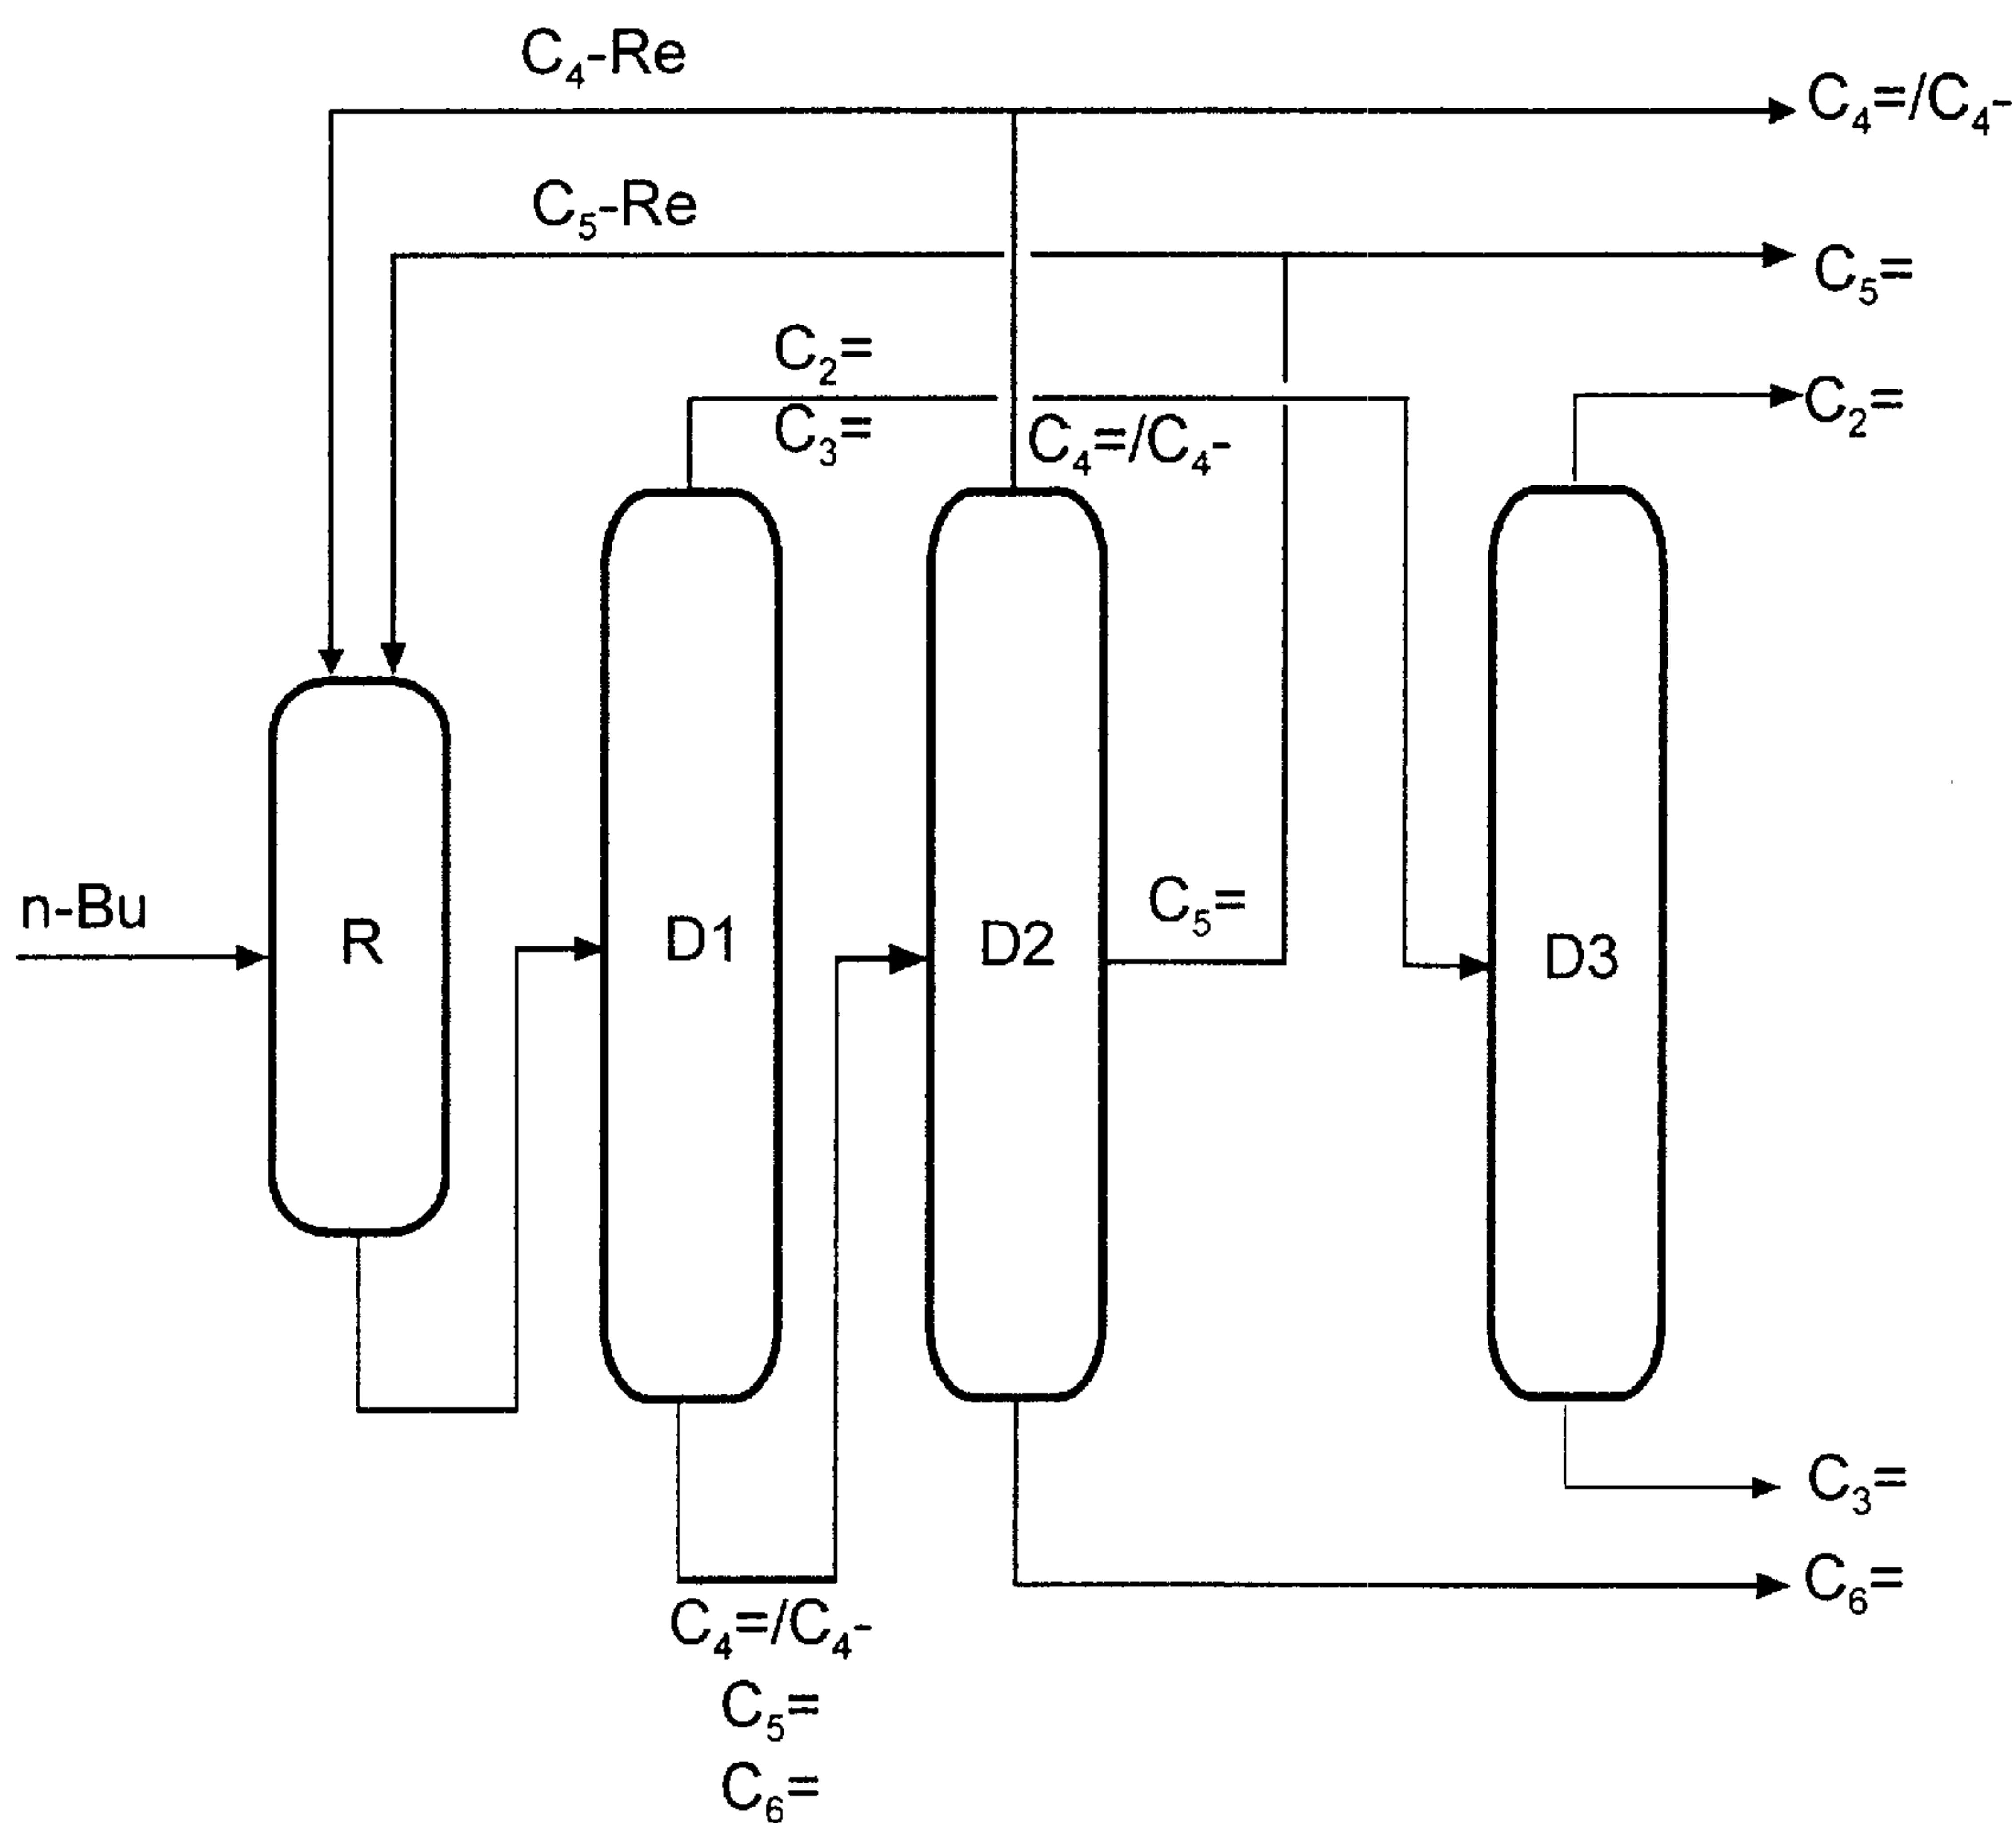 C₄-Re
C₄=/C₄-
C₅-Re
C₅=
C₂=
C₃=
C₂=
C₄=/C₄-
n-Bu
R
D1
D2
C₅=
D3
C₃=
C₆=
C₄=/C₄-
C₅=
C₆=